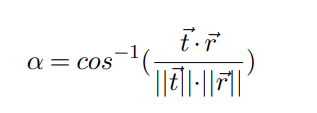 α = cos⁻¹( (t⃗ · r⃗) / (||t⃗|| · ||r⃗||) )